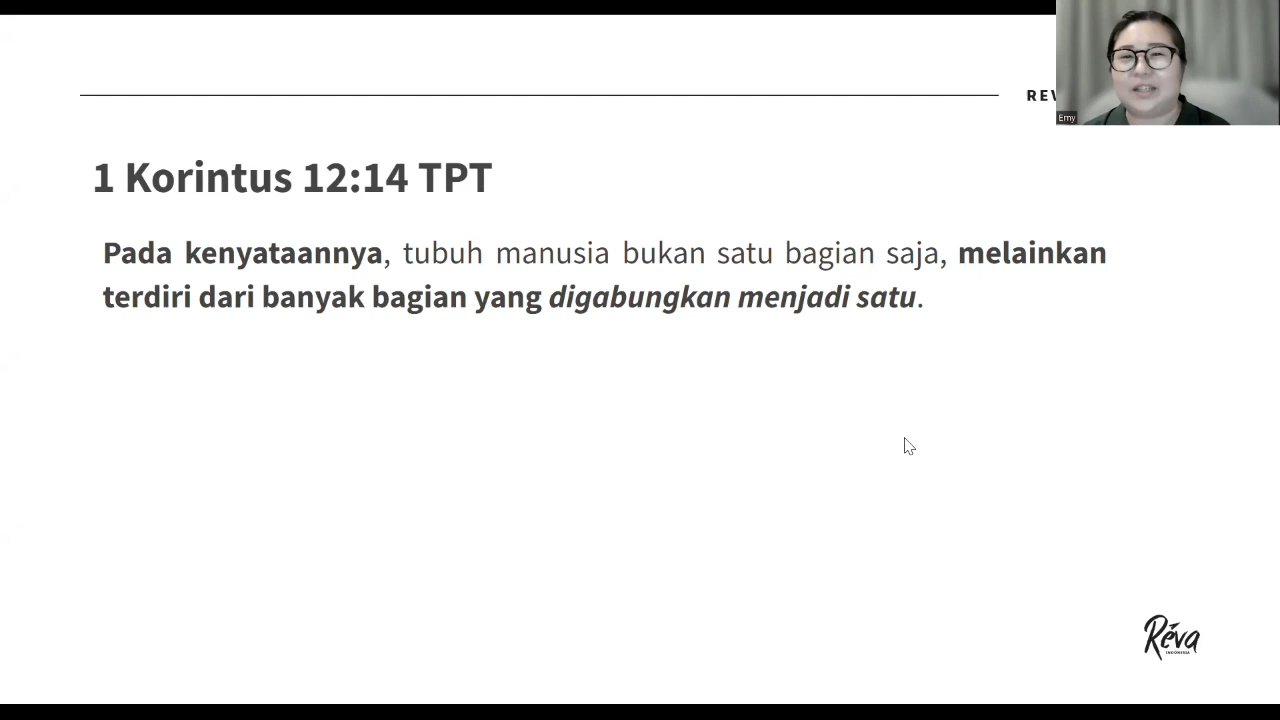 REV
Emy
1 Korintus 12:14 TPT
Pada kenyataannya, tubuh manusia bukan satu bagian saja, melainkan
terdiri dari banyak bagian yang digabungkan menjadi satu.
Réva
INDONESIA